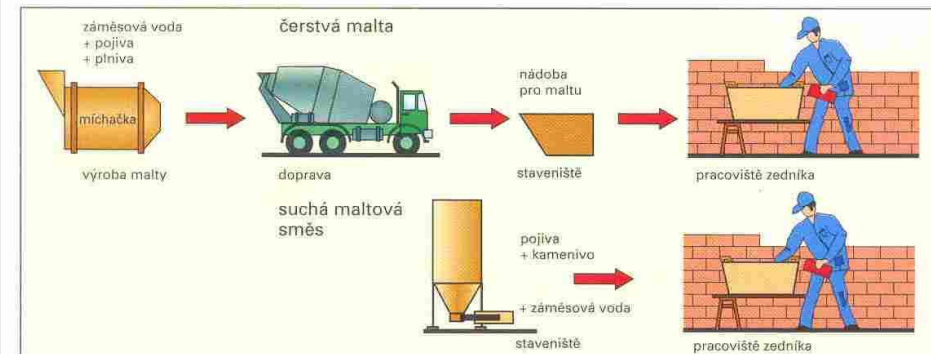 záměsová voda
+ pojiva
+ plniva
míchačka
výroba malty
čerstvá malta
doprava
nádoba
pro maltu
staveniště
pracoviště zedníka
suchá maltová
směs
pojiva
+ kamenivo
+ záměsová voda
staveniště
pracoviště zedníka